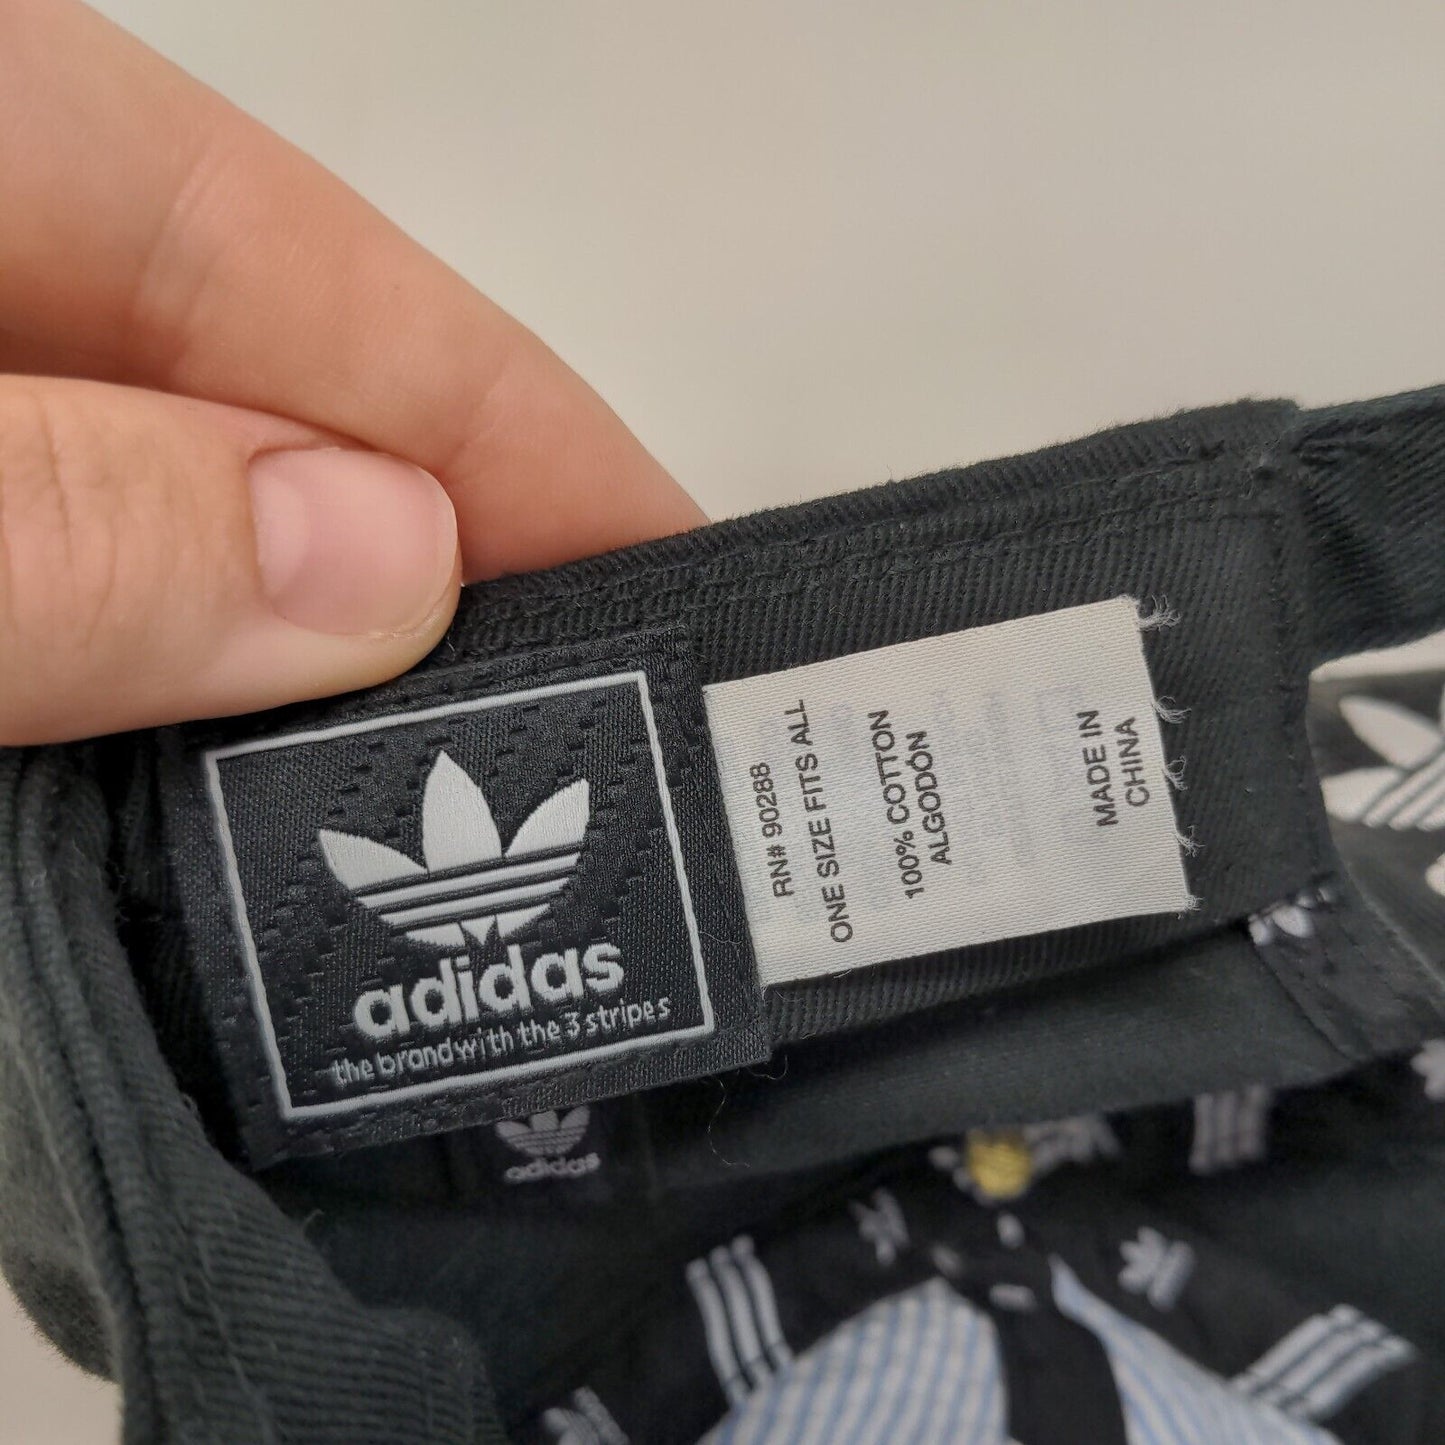 adidas
the brand with the 3 stripes
RN# 90288
ONE SIZE FITS ALL
100% COTTON
ALGODÓN
MADE IN
CHINA
adidas